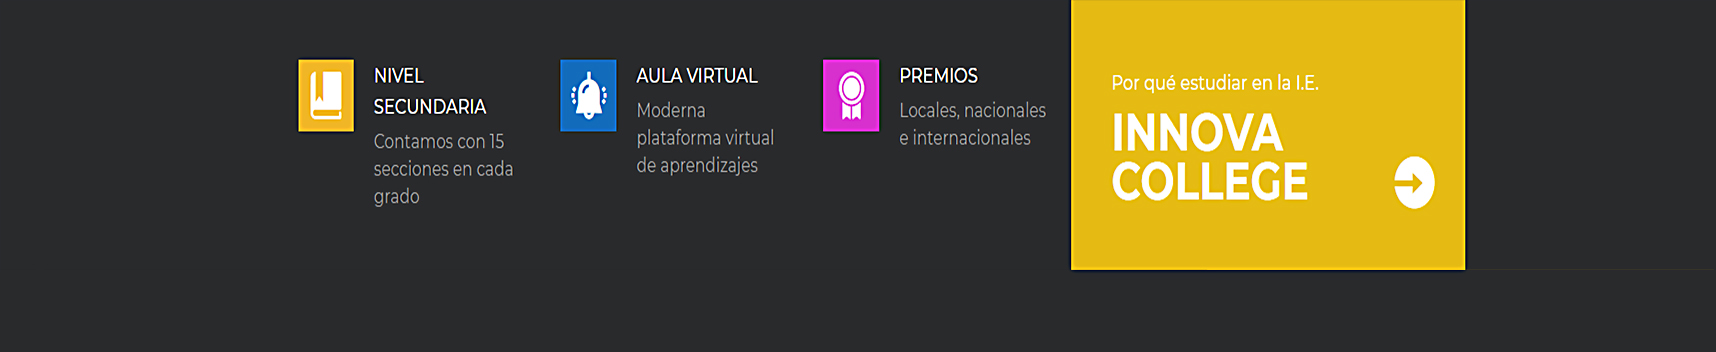 NIVEL
SECUNDARIA
Contamos con 15
secciones en cada
grado
AULA VIRTUAL
Moderna
plataforma virtual
de aprendizajes
PREMIOS
Locales, nacionales
e internacionales
Por qué estudiar en la I.E.
INNOVA
COLLEGE